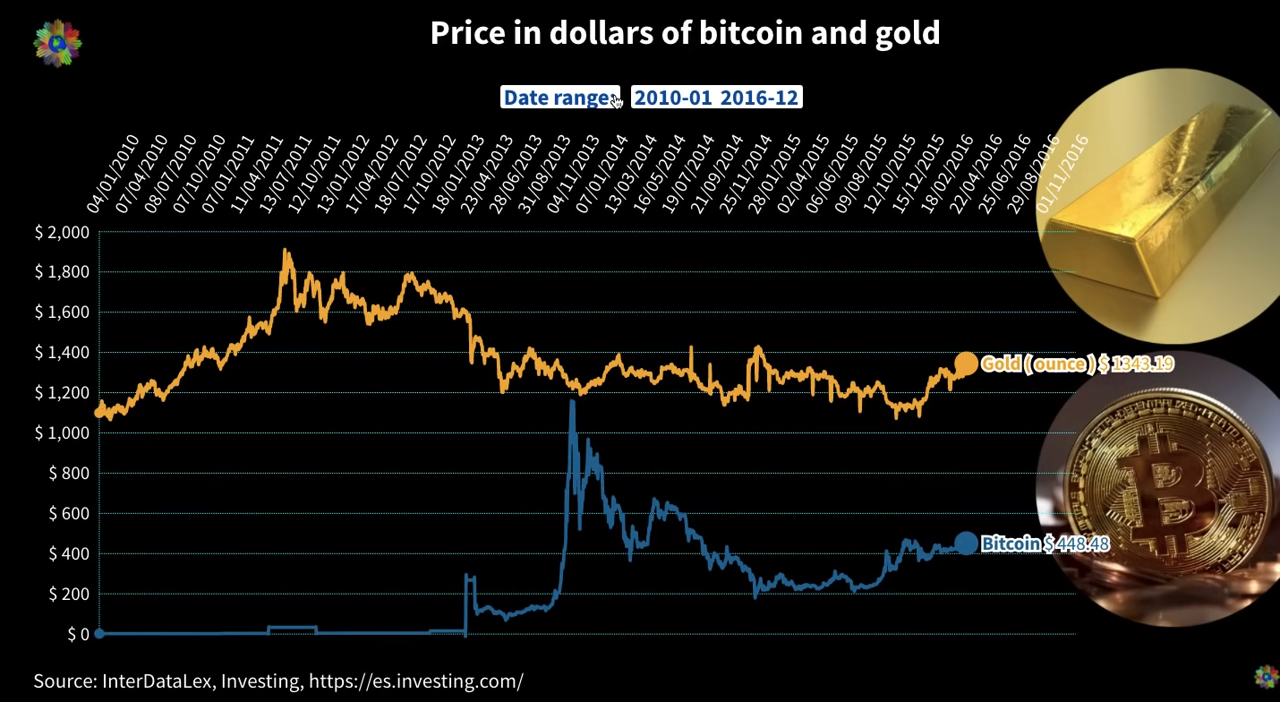 Price in dollars of bitcoin and gold
Date range: 2010-01 2016-12
04/01/2010 07/04/2010 08/07/2010 07/10/2010 07/01/2011 11/04/2011 13/07/2011 12/10/2011 13/01/2012 17/04/2012 18/07/2012 17/10/2012 18/01/2013 23/04/2013 28/06/2013 31/08/2013 04/11/2013 07/01/2014 13/03/2014 16/05/2014 19/07/2014 21/09/2014 25/11/2014 28/01/2015 02/04/2015 06/06/2015 09/08/2015 12/10/2015 15/12/2015 18/02/2016 22/04/2016 25/06/2016 29/08/2016 01/11/2016
$ 2,000
$ 1,800
$ 1,600
$ 1,400
Gold ( ounce ) $ 1343.19
$ 1,200
$ 1,000
$ 800
$ 600
$ 400
Bitcoin $ 448.48
$ 200
$ 0
Source: InterDataLex, Investing, https://es.investing.com/